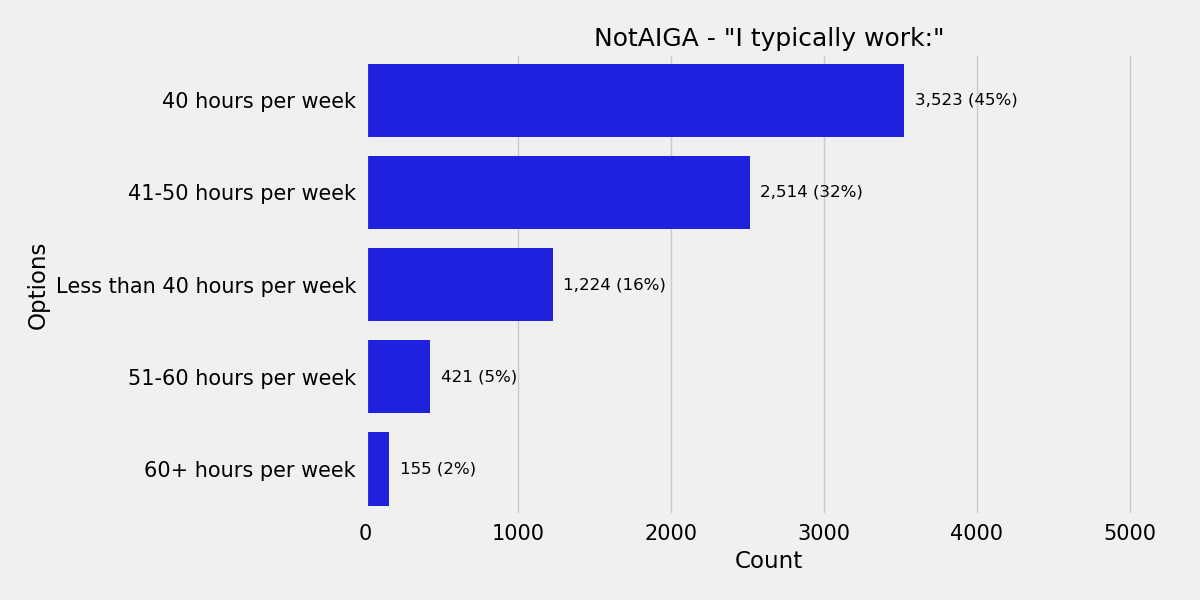 NotAIGA - "I typically work:"
40 hours per week
3,523 (45%)
41-50 hours per week
2,514 (32%)
Less than 40 hours per week
1,224 (16%)
51-60 hours per week
421 (5%)
60+ hours per week
155 (2%)
Options
0 1000 2000 3000 4000 5000
Count